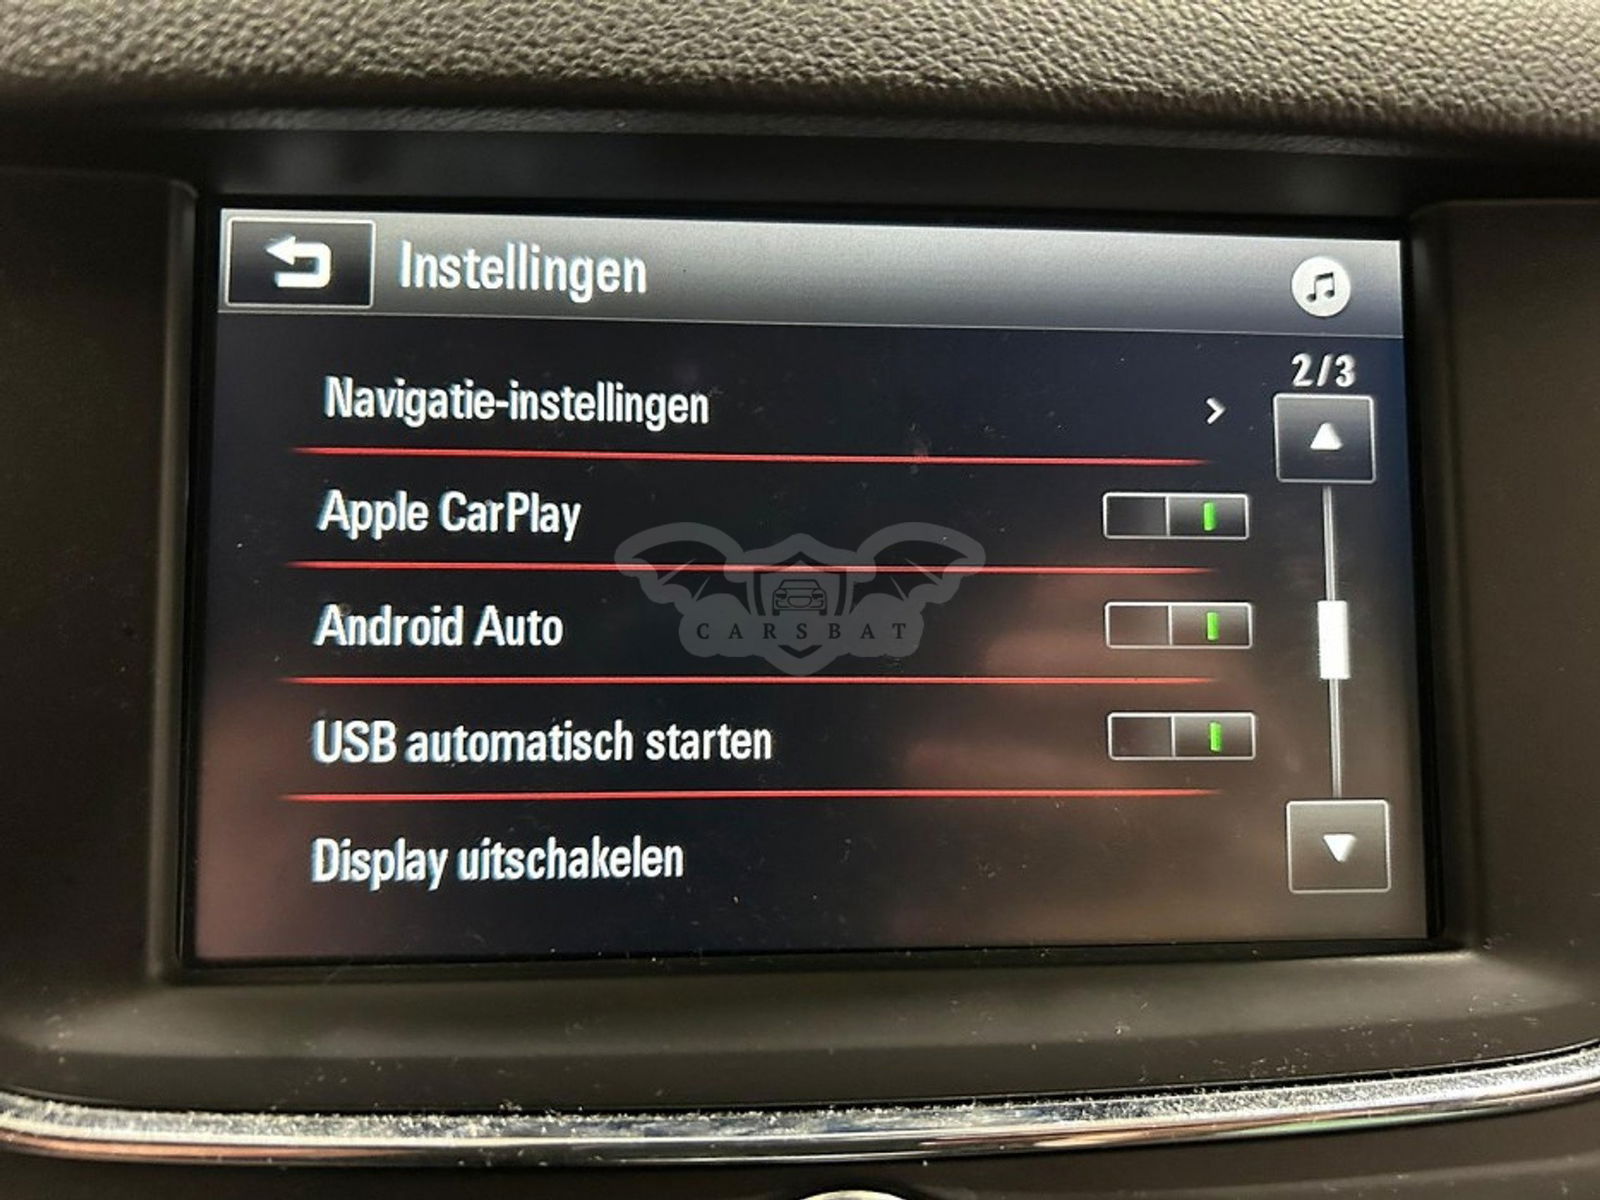 Instellingen
2/3
Navigatie-instellingen
Apple CarPlay
CARSBAT
Android Auto
USB automatisch starten
Display uitschakelen